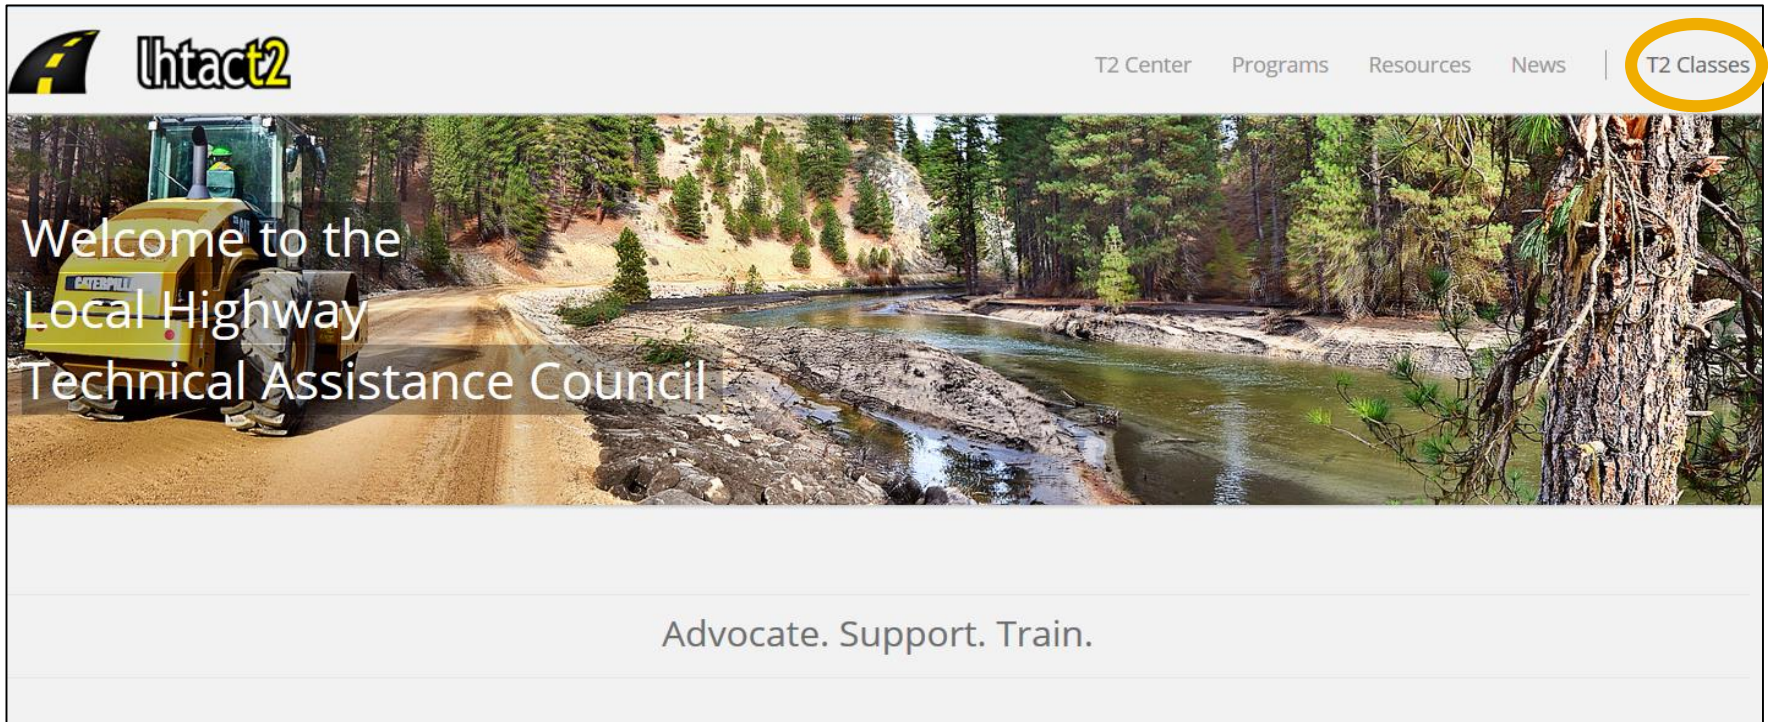 lhtact2
T2 Center Programs Resources News T2 Classes
Welcome to the
Local Highway
Technical Assistance Council
Advocate. Support. Train.